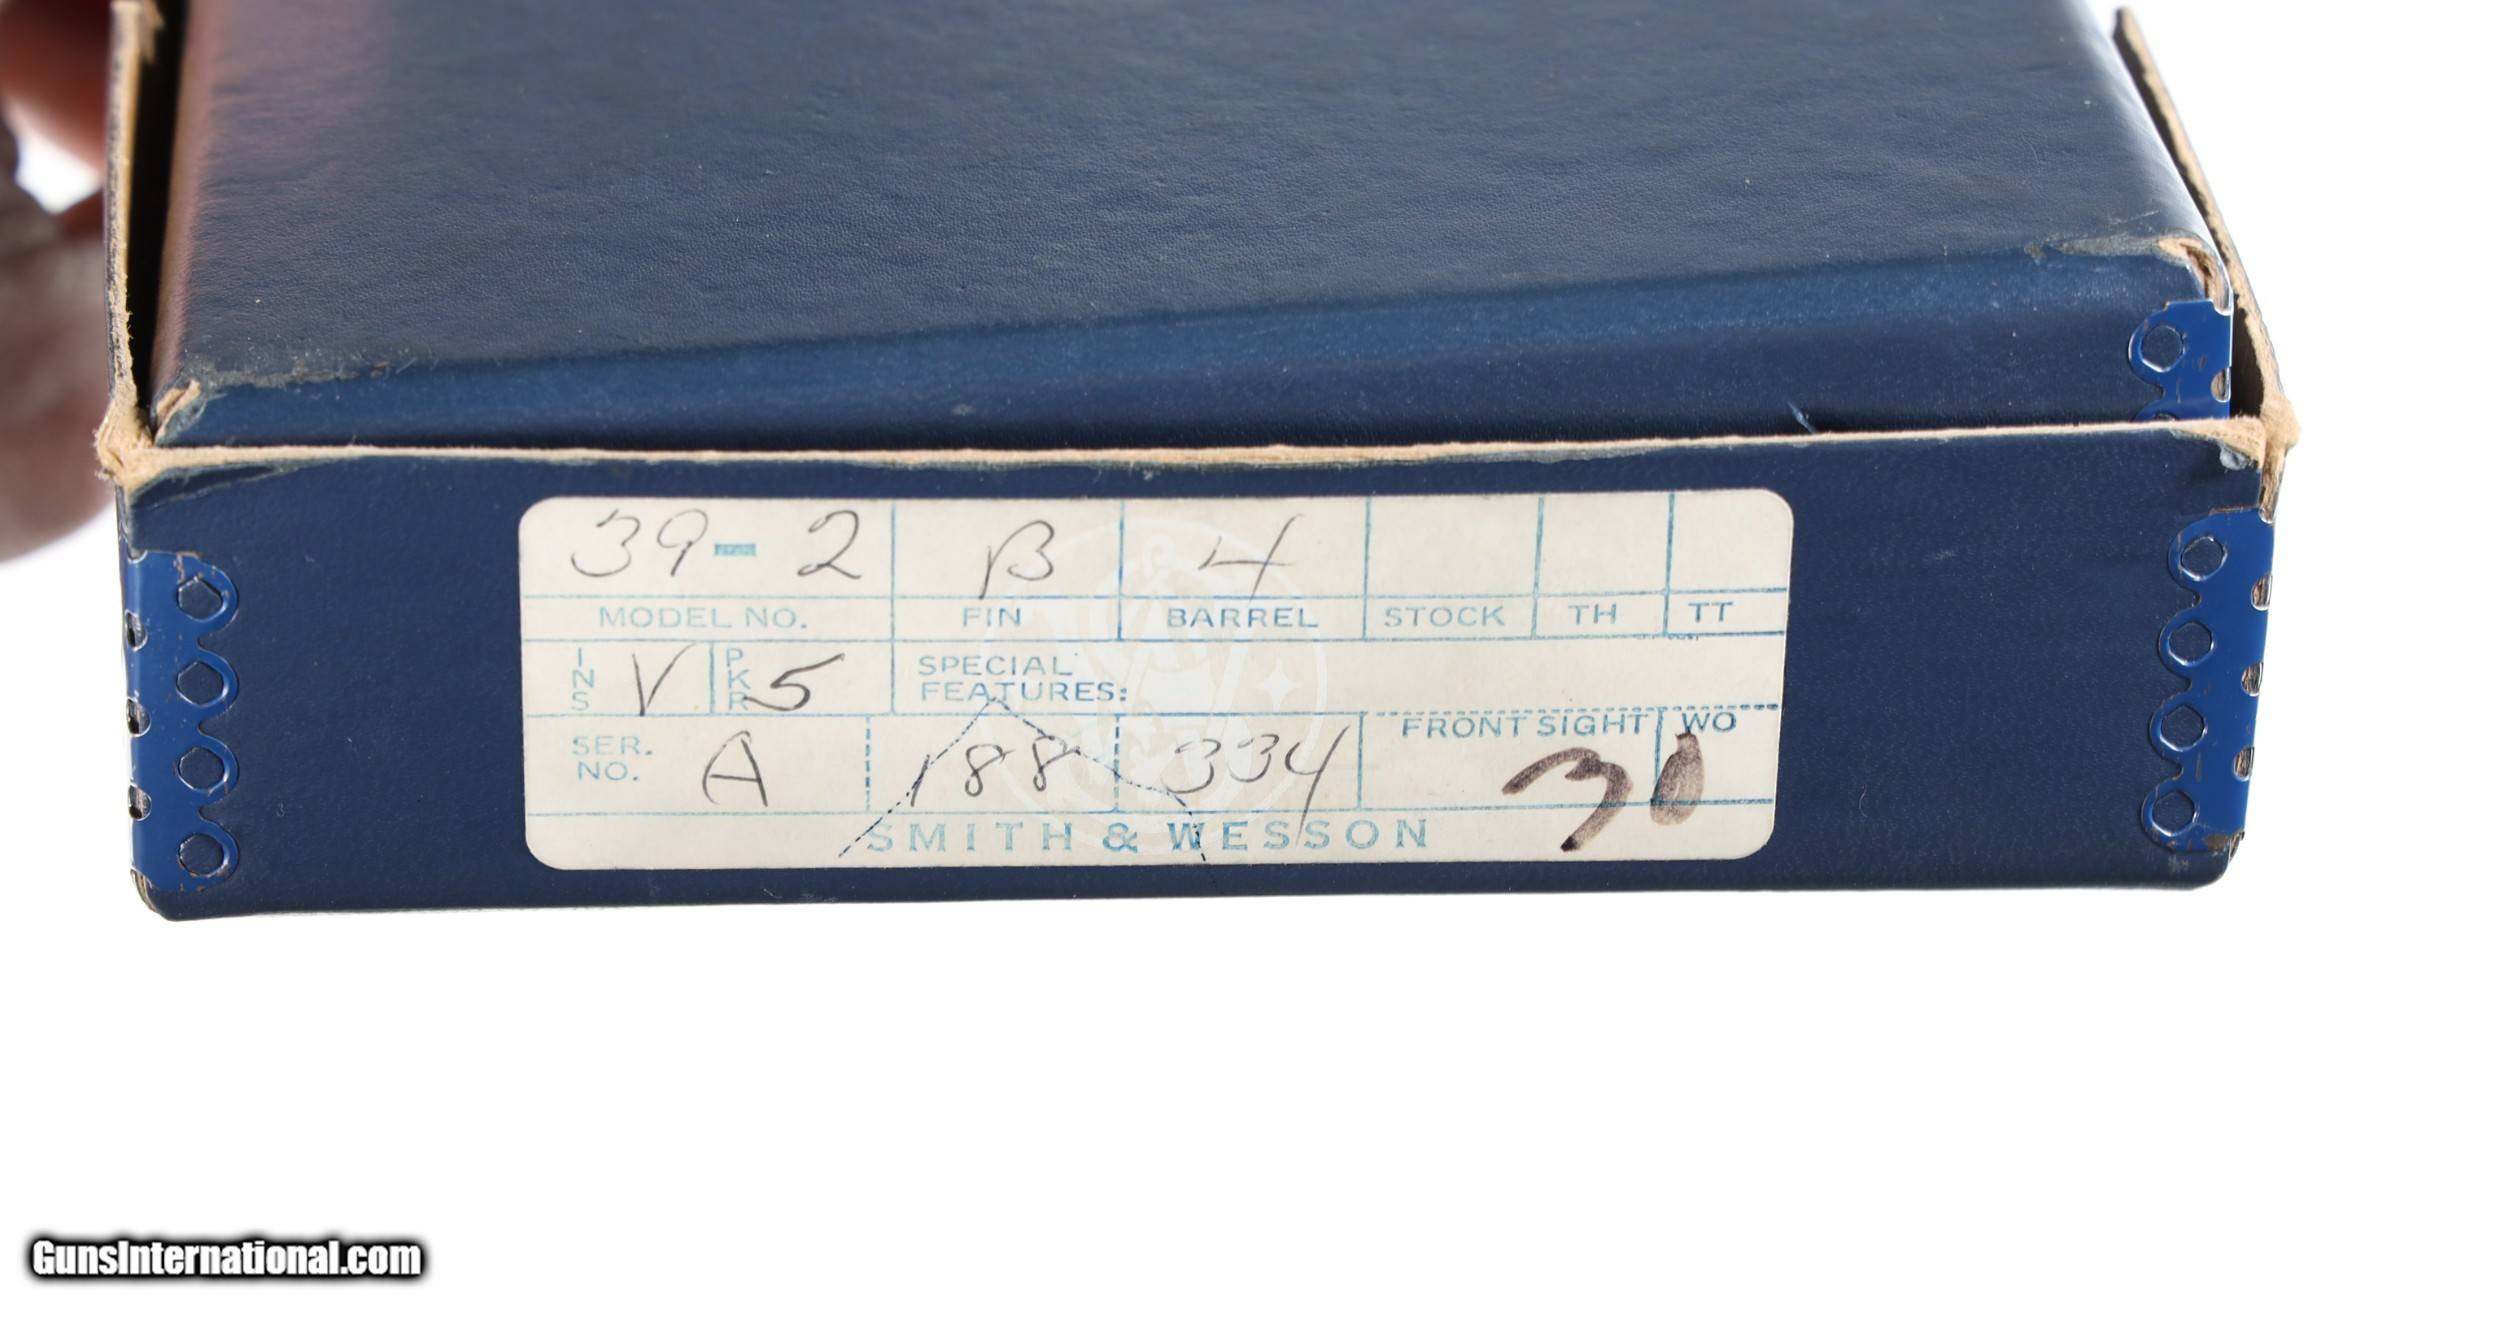 39-2 B 4
MODEL NO. FIN BARREL STOCK TH TT
INS V PKR 5 SPECIAL
FEATURES:
FRONT SIGHT WO
SER.
NO. A 188 334
SMITH & WESSON
GunsInternational.com